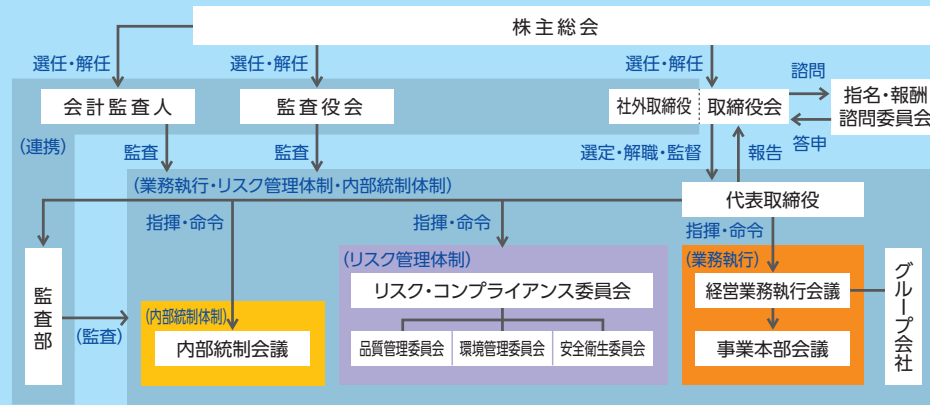 株主総会
選任・解任
選任・解任
選任・解任
諮問
会計監査人
監査役会
社外取締役
取締役会
指名・報酬
諮問委員会
答申
(連携)
監査
監査
選定・解職・監督
報告
(業務執行・リスク管理体制・内部統制体制)
代表取締役
指揮・命令
指揮・命令
指揮・命令
監査部
(監査)
(内部統制体制)
内部統制会議
(リスク管理体制)
リスク・コンプライアンス委員会
品質管理委員会
環境管理委員会
安全衛生委員会
(業務執行)
経営業務執行会議
事業本部会議
グループ会社